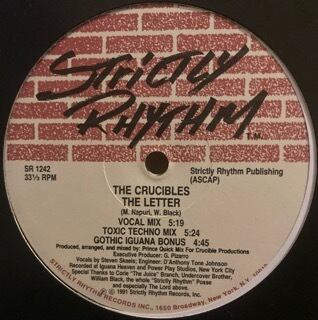 STRICTLY
RHYTHM
T.M.
SR 1242
33⅓ RPM
Strictly Rhythm Publishing
(ASCAP)
THE CRUCIBLES
THE LETTER
(M. Napuri, W. Black)
VOCAL MIX 5:19
TOXIC TECHNO MIX 5:24
GOTHIC IGUANA BONUS 4:45
Produced, arranged, and mixed by: Prince Quick Mix For Crucible Productions
Executive Producer: G. Pizarro
Vocals by Steven Skeels; Engineer: D'Anthony Tone Johnson
Recorded at Iguana Heaven and Power Play Studios, New York City
Special Thanks to Corie "The Juice" Branch, Undercover Brother,
William Black, the whole "Strictly Rhythm" Posse
and especially The Lord above.
℗ © 1991 Strictly Rhythm Records, Inc.
STRICTLY RHYTHM RECORDS INC., 1650 Broadway, New York, N.Y.